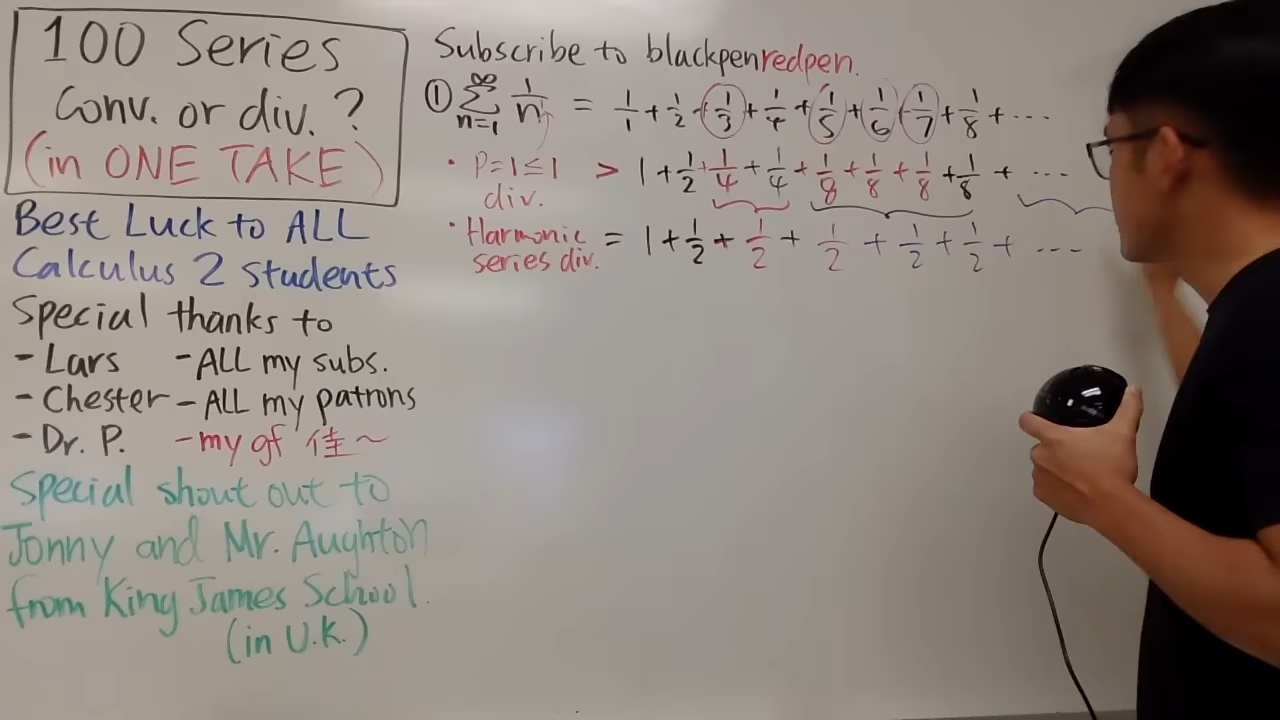 100 Series
Conv. or div. ?
(in ONE TAKE)
Best Luck to ALL
Calculus 2 students
Special thanks to
- Lars - ALL my subs.
- Chester - ALL my patrons
- Dr. P. - my gf 佳~
Special shout out to
Jonny and Mr. Aughton
from King James School.
(in U.K.)
Subscribe to blackpenredpen.
① ∑_{n=1}^{∞} 1/n¹ = 1/1 + 1/2 + 1/3 + 1/4 + 1/5 + 1/6 + 1/7 + 1/8 + ...
• P=1≤1 > 1 + 1/2 + 1/4 + 1/4 + 1/8 + 1/8 + 1/8 + 1/8 + ...
div.
• Harmonic = 1 + 1/2 + 1/2 + 1/2 + 1/2 + 1/2 + ...
series div.